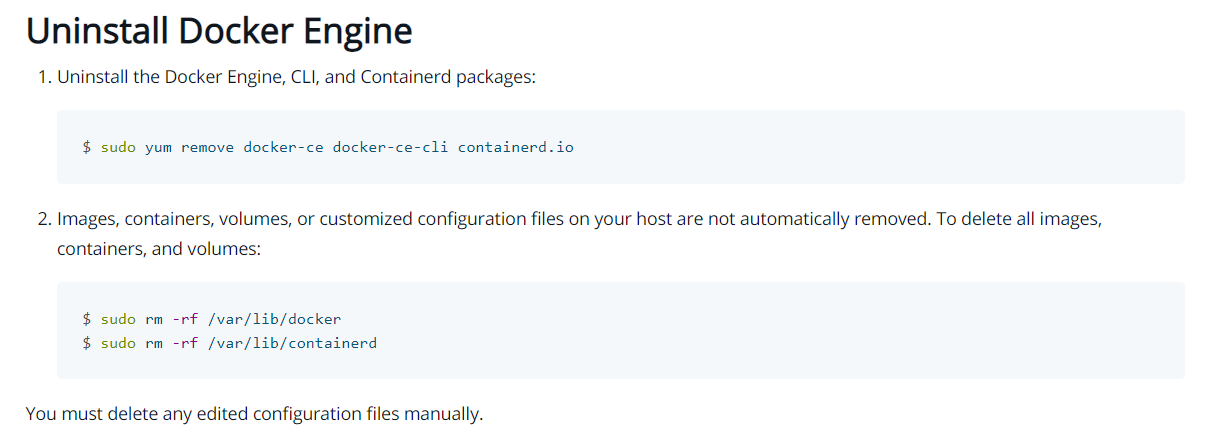 Uninstall Docker Engine
1. Uninstall the Docker Engine, CLI, and Containerd packages:
$ sudo yum remove docker-ce docker-ce-cli containerd.io
2. Images, containers, volumes, or customized configuration files on your host are not automatically removed. To delete all images,
containers, and volumes:
$ sudo rm -rf /var/lib/docker
$ sudo rm -rf /var/lib/containerd
You must delete any edited configuration files manually.